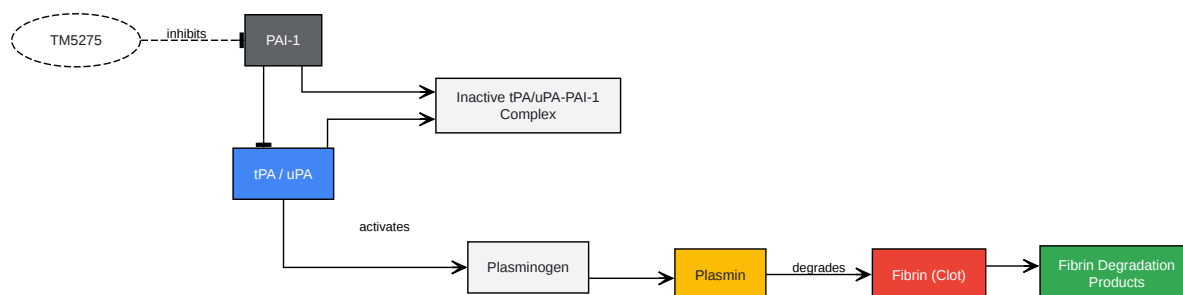 TM5275
inhibits
PAI-1
Inactive tPA/uPA-PAI-1
Complex
tPA / uPA
activates
Plasminogen
Plasmin
degrades
Fibrin (Clot)
Fibrin Degradation
Products